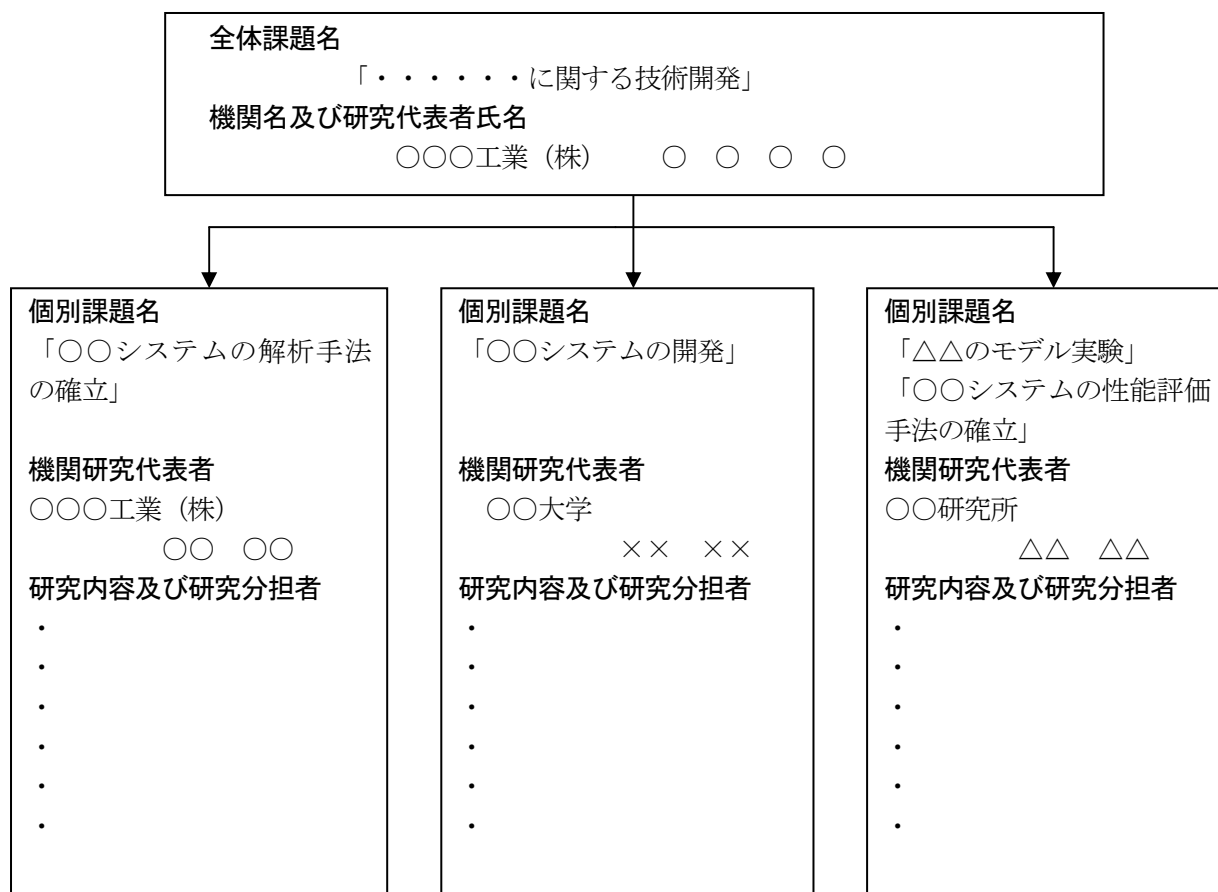 全体課題名
「・・・・・・に関する技術開発」
機関名及び研究代表者氏名
〇〇〇工業（株）　　〇　〇　〇　〇
個別課題名
「〇〇システムの解析手法
の確立」
機関研究代表者
〇〇〇工業（株）
〇〇　〇〇
研究内容及び研究分担者
・
・
・
・
・
・
個別課題名
「〇〇システムの開発」
機関研究代表者
〇〇大学
××　××
研究内容及び研究分担者
・
・
・
・
・
・
個別課題名
「△△のモデル実験」
「〇〇システムの性能評価
手法の確立」
機関研究代表者
〇〇研究所
△△　△△
研究内容及び研究分担者
・
・
・
・
・
・